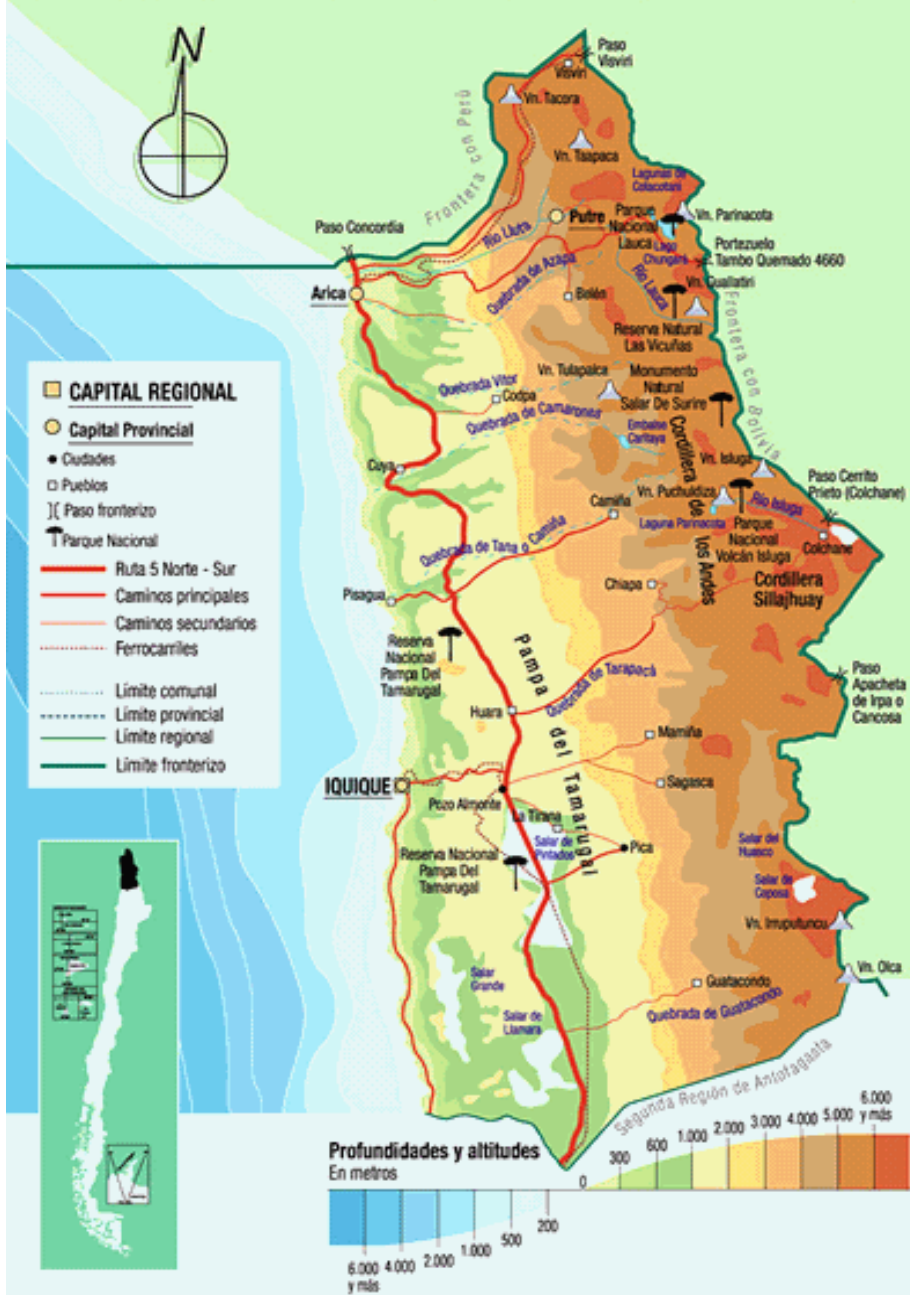 N
Paso
Visviri
Visviri
Vn. Tacora
Frontera con Perú
Vn. Taapaca
Lagunas de
Colacotani
Paso Concordia
Río Lluta
Putre
Parque
Nacional
Lauca
Vn. Parinacota
Lago
Chungará
Portezuelo
Tambo Quemado 4660
Quebrada de Azapa
Arica
Belén
Río Lauca
Vn. Guallatiri
Reserva Natural
Las Vicuñas
Frontera con Bolivia
Quebrada Vitor
Codpa
Vn. Tulapalca
Monumento
Natural
Salar De Surire
Quebrada de Camarones
Embalse
Caritaya
Cordillera de los Andes
Cuya
Vn. Isluga
Paso Cerrito
Prieto (Colchane)
Vn. Puchuldiza
Río Isluga
Camiña
Laguna Parinacota
Parque
Nacional
Volcán Isluga
Colchane
Quebrada de Tana o Camiña
Chiapa
Cordillera
Sillajhuay
Pisagua
Reserva
Nacional
Pampa Del
Tamarugal
Pampa del Tamarugal
Quebrada de Tarapaçá
Paso
Apacheta
de Irpa o
Cancosa
Huara
Mamiña
IQUIQUE
Sagasca
Pozo Almonte
La Tirana
Salar de
Pintados
Pica
Reserva Nacional
Pampa Del
Tamarugal
Salar del
Huasco
Salar de
Coposa
Vn. Irruputuncu
Vn. Olca
Salar
Grande
Guatacondo
Salar de
Llamara
Quebrada de Guatacondo
Segunda Región de Antofagasta
CAPITAL REGIONAL
Capital Provincial
Ciudades
Pueblos
Paso fronterizo
Parque Nacional
Ruta 5 Norte - Sur
Caminos principales
Caminos secundarios
Ferrocarriles
Límite comunal
Límite provincial
Límite regional
Límite fronterizo
Profundidades y altitudes
En metros
0 300 600 1.000 2.000 3.000 4.000 5.000 6.000
y más
6.000 4.000 2.000 1.000 500 200
y más